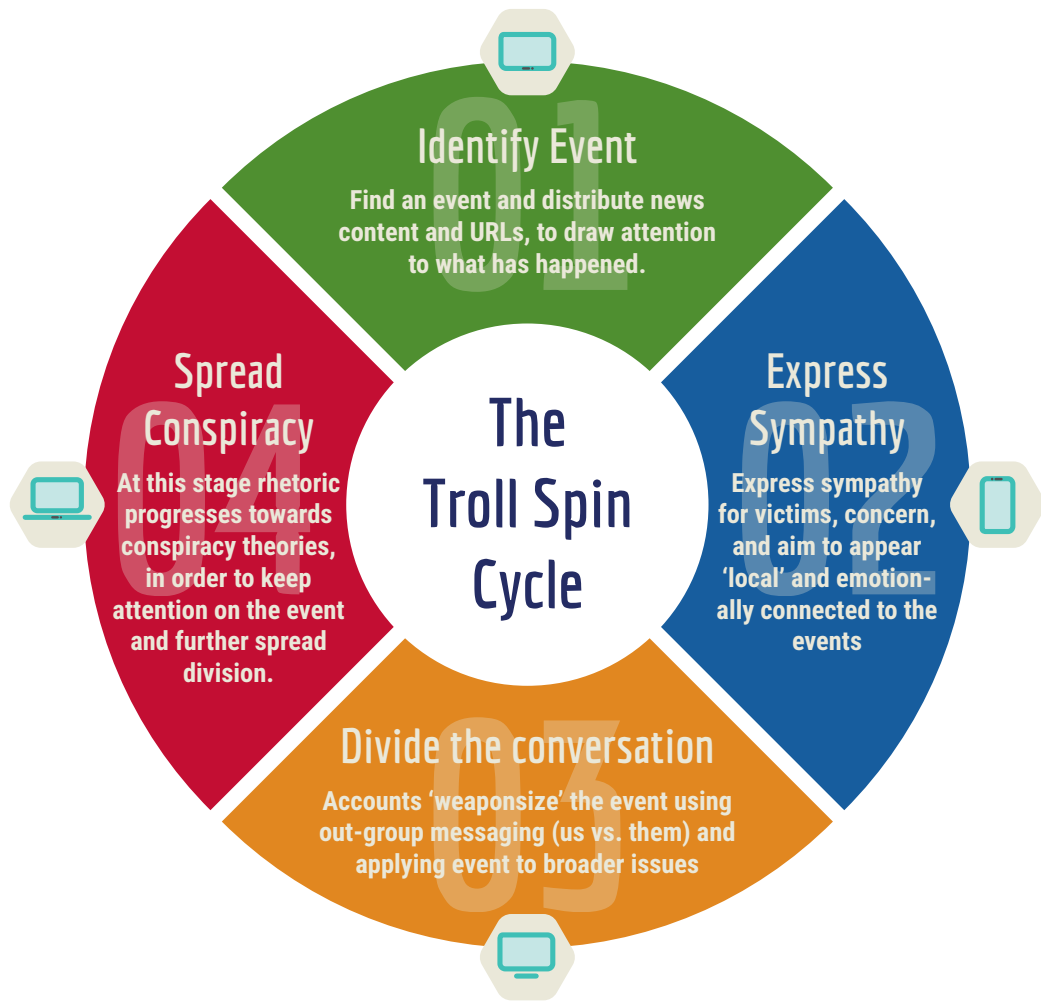 The
Troll Spin
Cycle
01
Identify Event
Find an event and distribute news
content and URLs, to draw attention
to what has happened.
02
Express
Sympathy
Express sympathy
for victims, concern,
and aim to appear
‘local’ and emotion-
ally connected to the
events
03
Divide the conversation
Accounts ‘weaponsize’ the event using
out-group messaging (us vs. them) and
applying event to broader issues
04
Spread
Conspiracy
At this stage rhetoric
progresses towards
conspiracy theories,
in order to keep
attention on the event
and further spread
division.